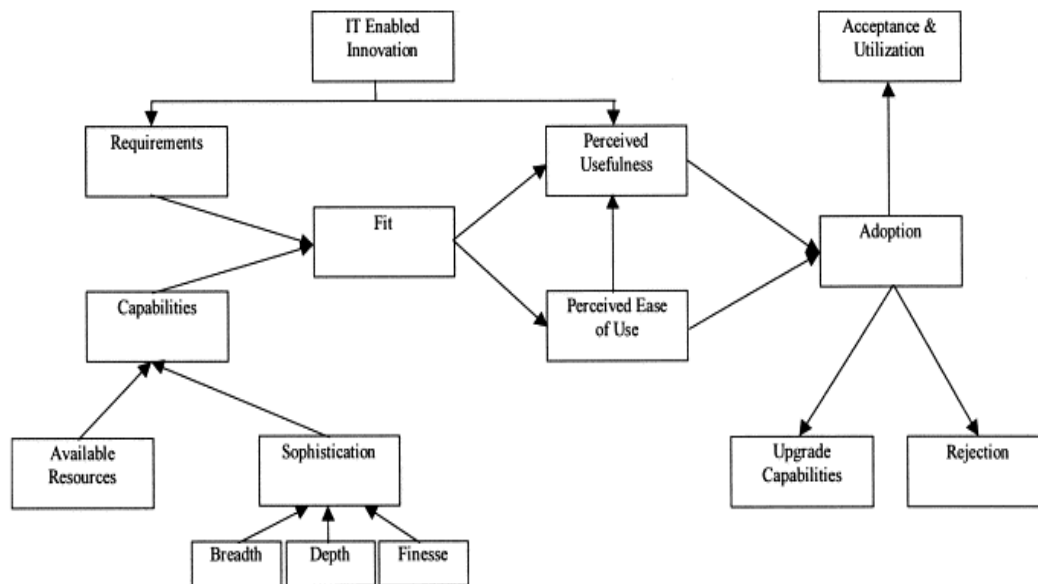 IT Enabled
Innovation
Acceptance &
Utilization
Requirements
Perceived
Usefulness
Fit
Adoption
Capabilities
Perceived Ease
of Use
Available
Resources
Sophistication
Upgrade
Capabilities
Rejection
Breadth
Depth
Finesse